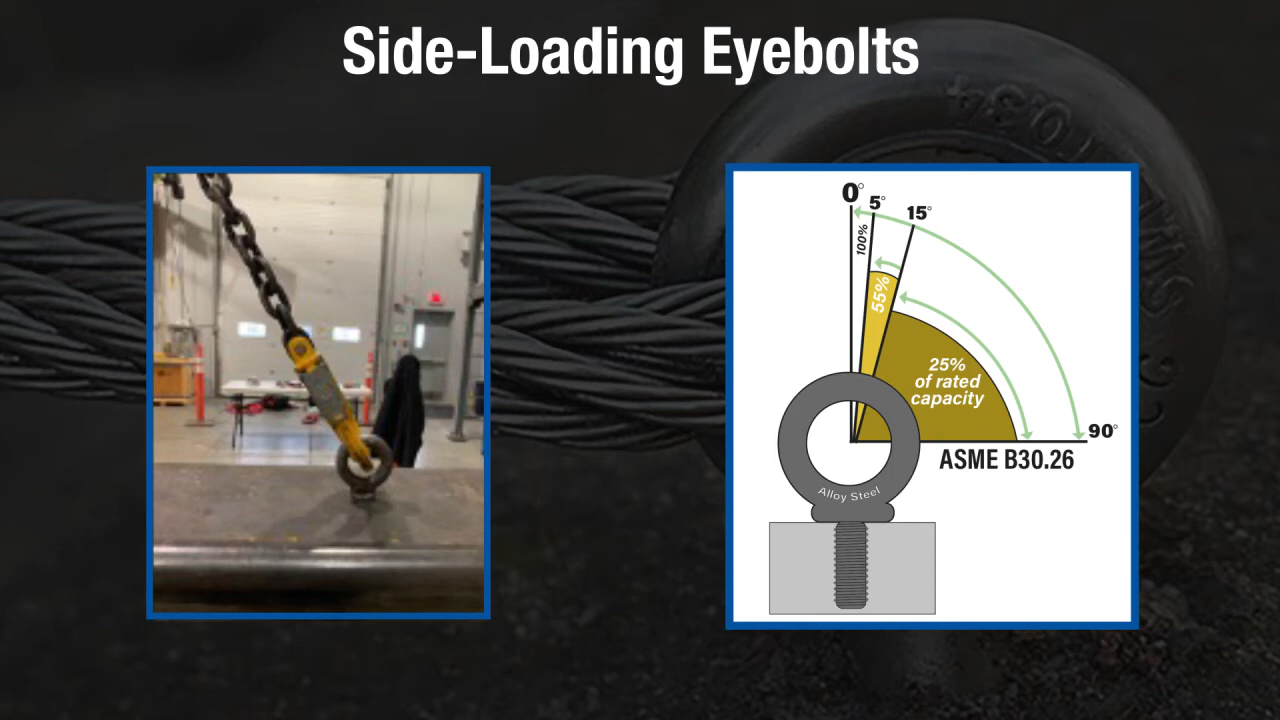 Side-Loading Eyebolts
0°
5°
15°
100%
55%
25%
of rated
capacity
90°
ASME B30.26
Alloy Steel